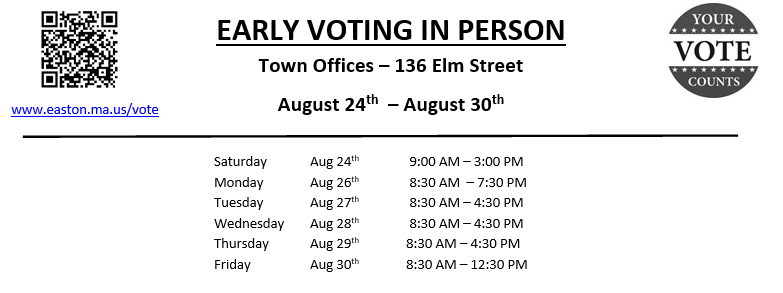 EARLY VOTING IN PERSON
Town Offices – 136 Elm Street
August 24th – August 30th
www.easton.ma.us/vote
YOUR
VOTE
COUNTS
Saturday Aug 24th 9:00 AM – 3:00 PM
Monday Aug 26th 8:30 AM – 7:30 PM
Tuesday Aug 27th 8:30 AM – 4:30 PM
Wednesday Aug 28th 8:30 AM – 4:30 PM
Thursday Aug 29th 8:30 AM – 4:30 PM
Friday Aug 30th 8:30 AM – 12:30 PM